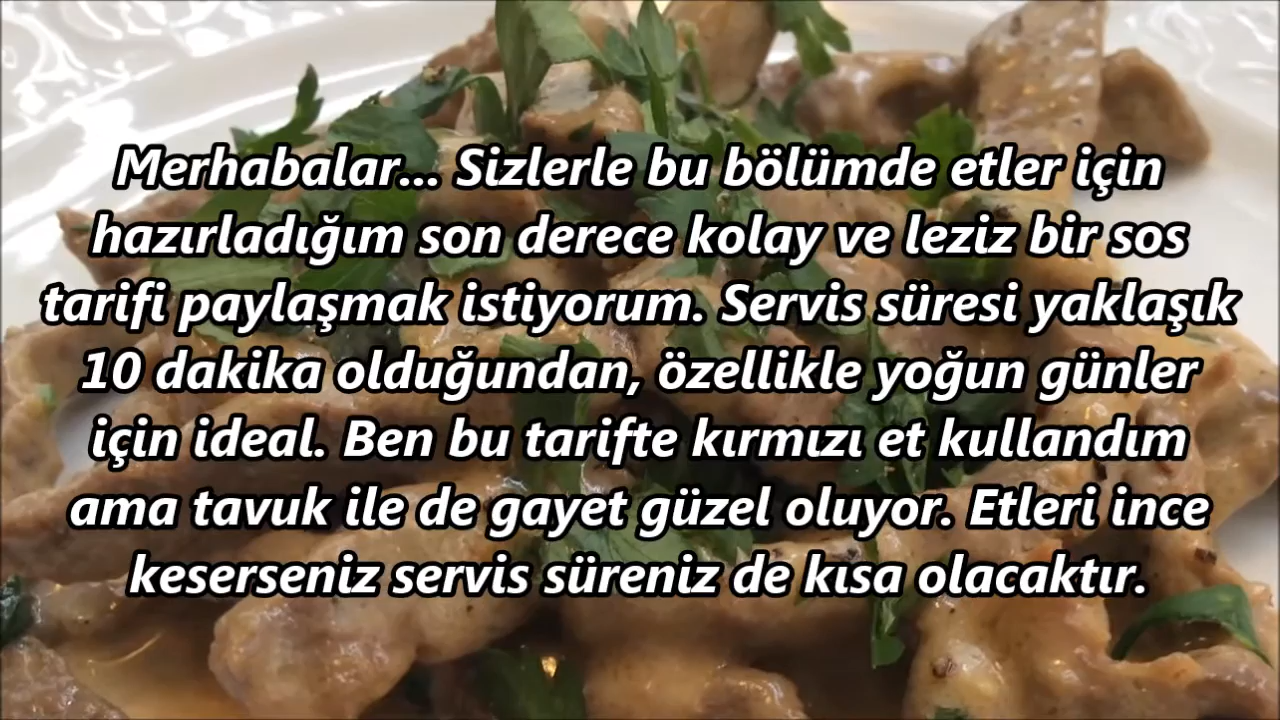 Merhabalar... Sizlerle bu bölümde etler için
hazırladığım son derece kolay ve leziz bir sos
tarifi paylaşmak istiyorum. Servis süresi yaklaşık
10 dakika olduğundan, özellikle yoğun günler
için ideal. Ben bu tarifte kırmızı et kullandım
ama tavuk ile de gayet güzel oluyor. Etleri ince
keserseniz servis süreniz de kısa olacaktır.